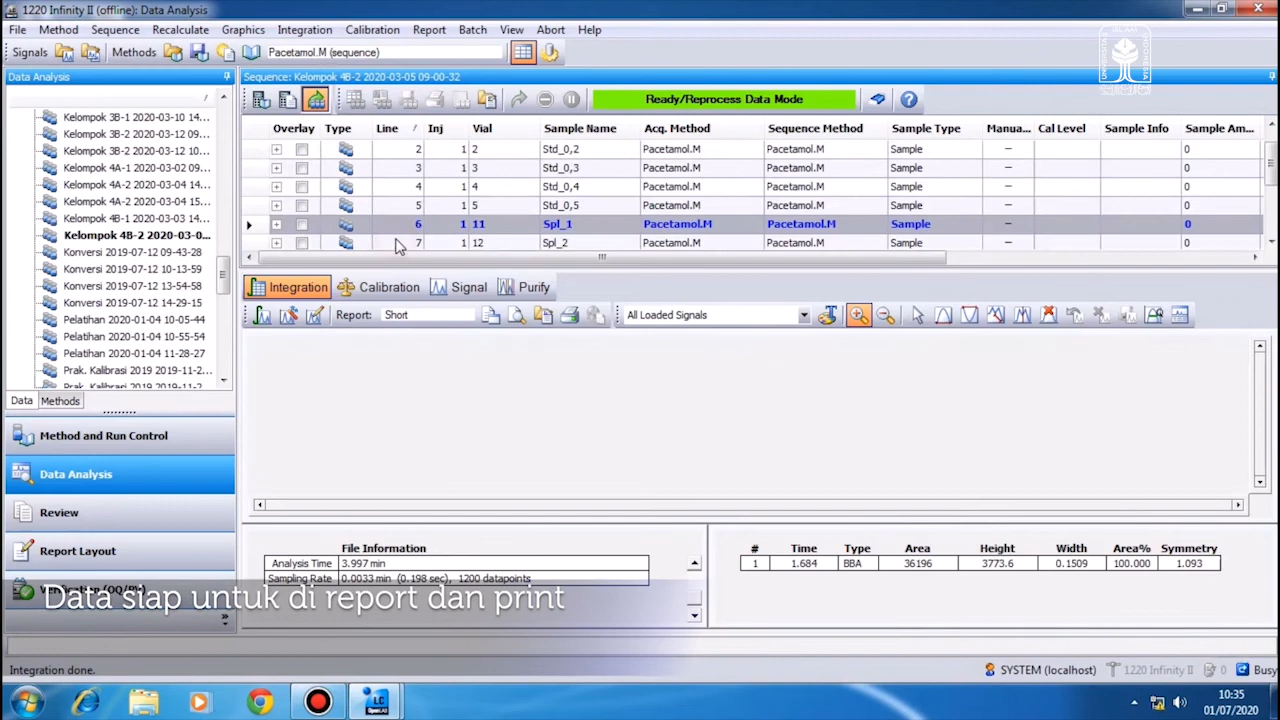 1220 Infinity II (offline): Data Analysis
File Method Sequence Recalculate Graphics Integration Calibration Report Batch View Abort Help
Signals Methods Pacetamol.M (sequence)
Data Analysis
Kelompok 3B-1 2020-03-10 14...
Kelompok 3B-2 2020-03-12 09...
Kelompok 3B-2 2020-03-12 10...
Kelompok 4A-1 2020-03-02 09...
Kelompok 4A-2 2020-03-04 14...
Kelompok 4A-2 2020-03-04 15...
Kelompok 4B-1 2020-03-03 14...
Kelompok 4B-2 2020-03-0...
Konversi 2019-07-12 09-43-28
Konversi 2019-07-12 10-13-59
Konversi 2019-07-12 13-54-58
Konversi 2019-07-12 14-29-15
Pelatihan 2020-01-04 10-05-44
Pelatihan 2020-01-04 10-55-54
Pelatihan 2020-01-04 11-28-27
Prak. Kalibrasi 2019 2019-11-2...
Prak. Kalibrasi 2019 2019-11-2...
Data Methods
Method and Run Control
Data Analysis
Review
Report Layout
Sequence: Kelompok 4B-2 2020-03-05 09-00-32
Ready/Reprocess Data Mode
Overlay Type Line / Inj Vial Sample Name Acq. Method Sequence Method Sample Type Manua... Cal Level Sample Info Sample Am...
2 1 2 Std_0,2 Pacetamol.M Pacetamol.M Sample — 0
3 1 3 Std_0,3 Pacetamol.M Pacetamol.M Sample — 0
4 1 4 Std_0,4 Pacetamol.M Pacetamol.M Sample — 0
5 1 5 Std_0,5 Pacetamol.M Pacetamol.M Sample — 0
6 1 11 Spl_1 Pacetamol.M Pacetamol.M Sample — 0
7 1 12 Spl_2 Pacetamol.M Pacetamol.M Sample — 0
Integration Calibration Signal Purify
Report: Short All Loaded Signals
File Information
Analysis Time 3.997 min
Sampling Rate 0.0033 min (0.198 sec), 1200 datapoints
# Time Type Area Height Width Area% Symmetry
1 1.684 BBA 36196 3773.6 0.1509 100.000 1.093
Data siap untuk di report dan print
Integration done.
SYSTEM (localhost) 1220 Infinity II 0 Busy
10:35
01/07/2020